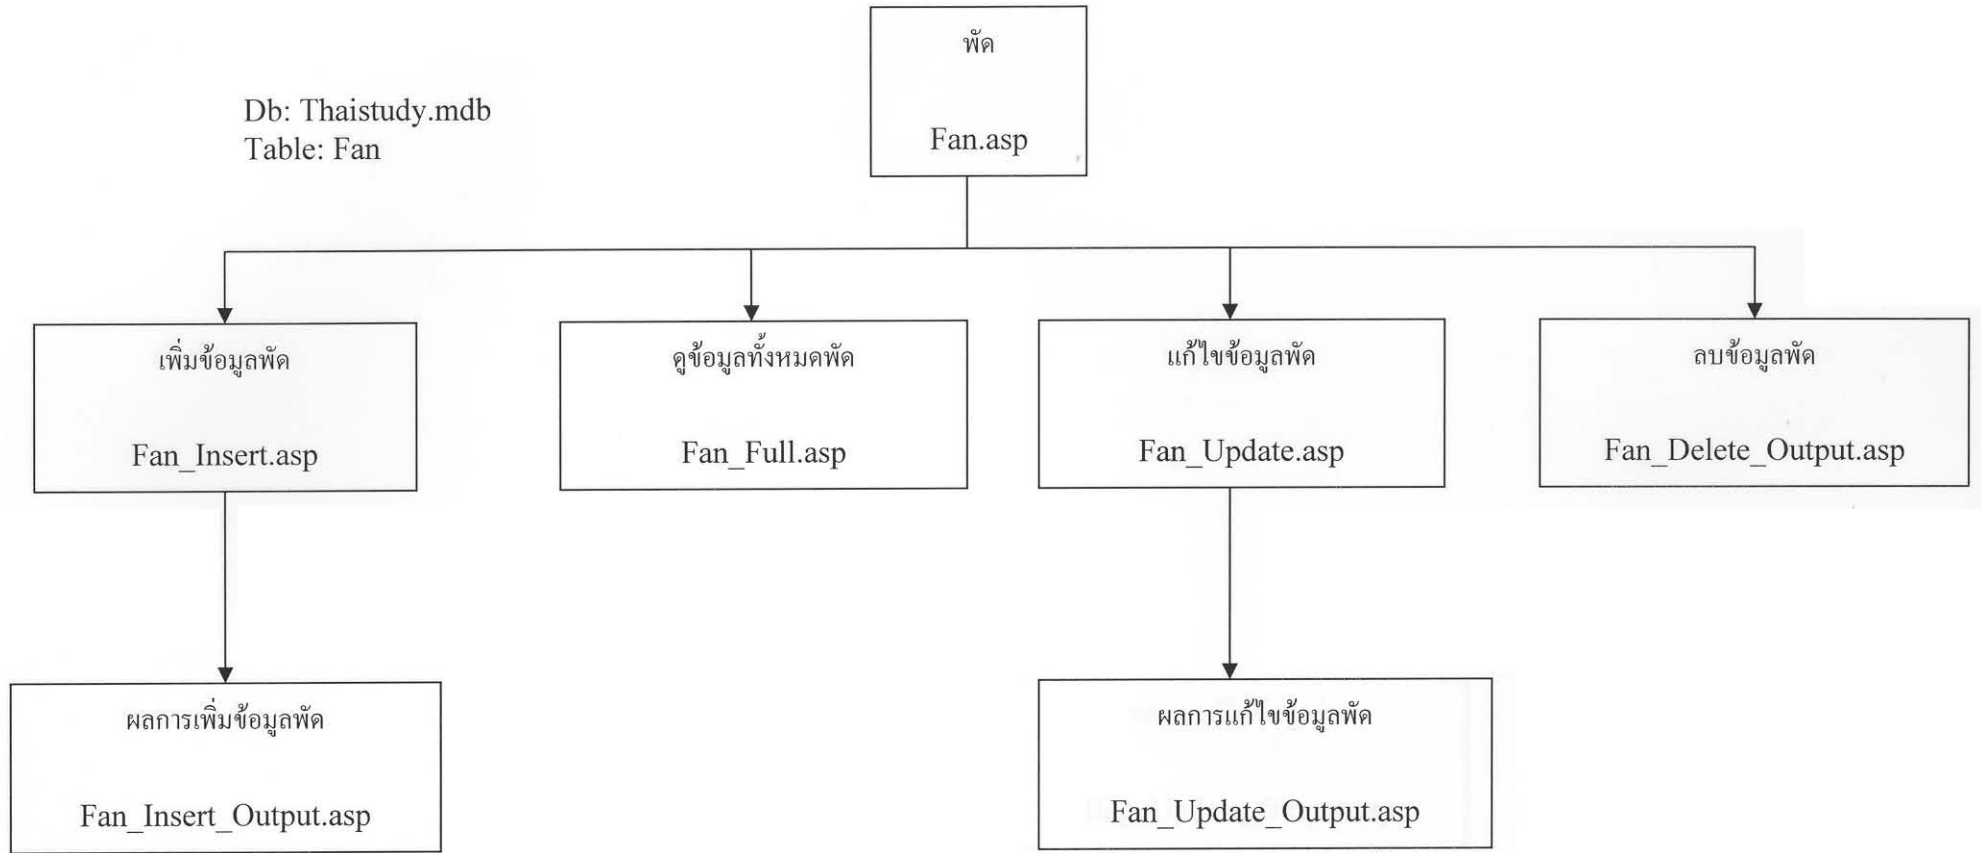 พัด
Fan.asp
Db: Thaistudy.mdb
Table: Fan
เพิ่มข้อมูลพัด
Fan_Insert.asp
ดูข้อมูลทั้งหมดพัด
Fan_Full.asp
แก้ไขข้อมูลพัด
Fan_Update.asp
ลบข้อมูลพัด
Fan_Delete_Output.asp
ผลการเพิ่มข้อมูลพัด
Fan_Insert_Output.asp
ผลการแก้ไขข้อมูลพัด
Fan_Update_Output.asp